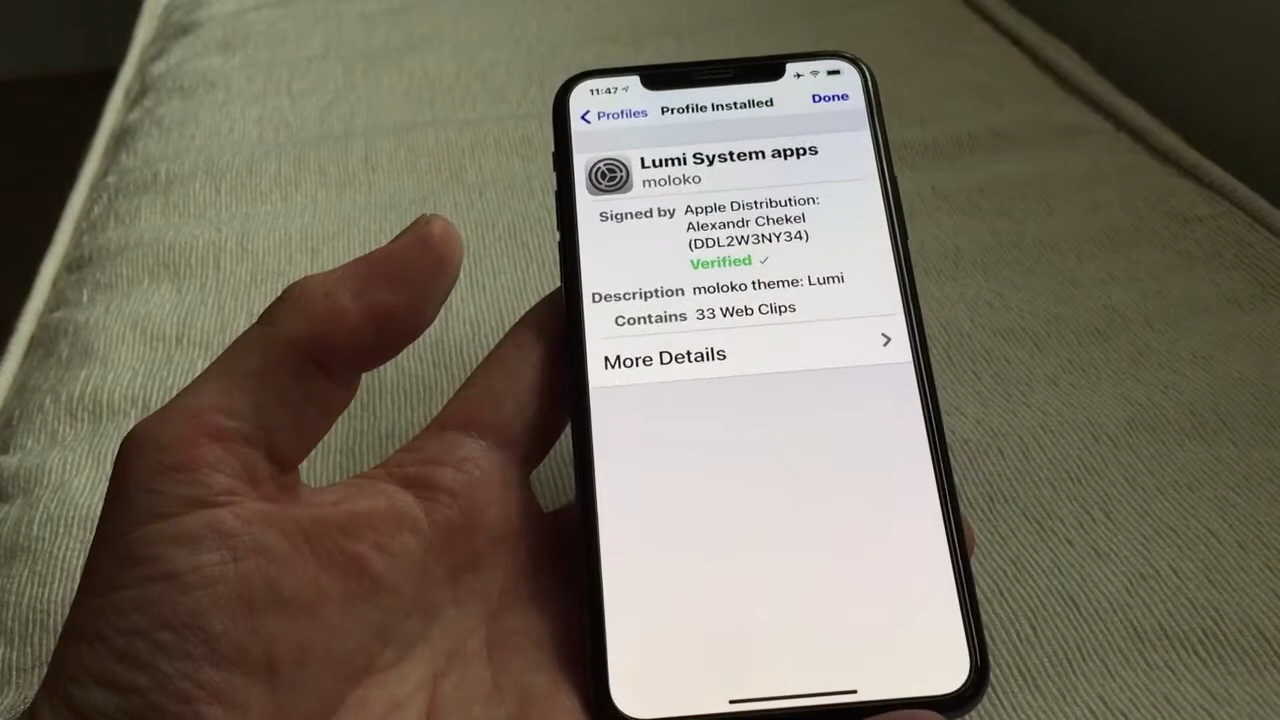 11:47
Profiles Profile Installed Done
Lumi System apps
moloko
Signed by Apple Distribution:
Alexandr Chekel
(DDL2W3NY34)
Verified ✓
Description moloko theme: Lumi
Contains 33 Web Clips
More Details